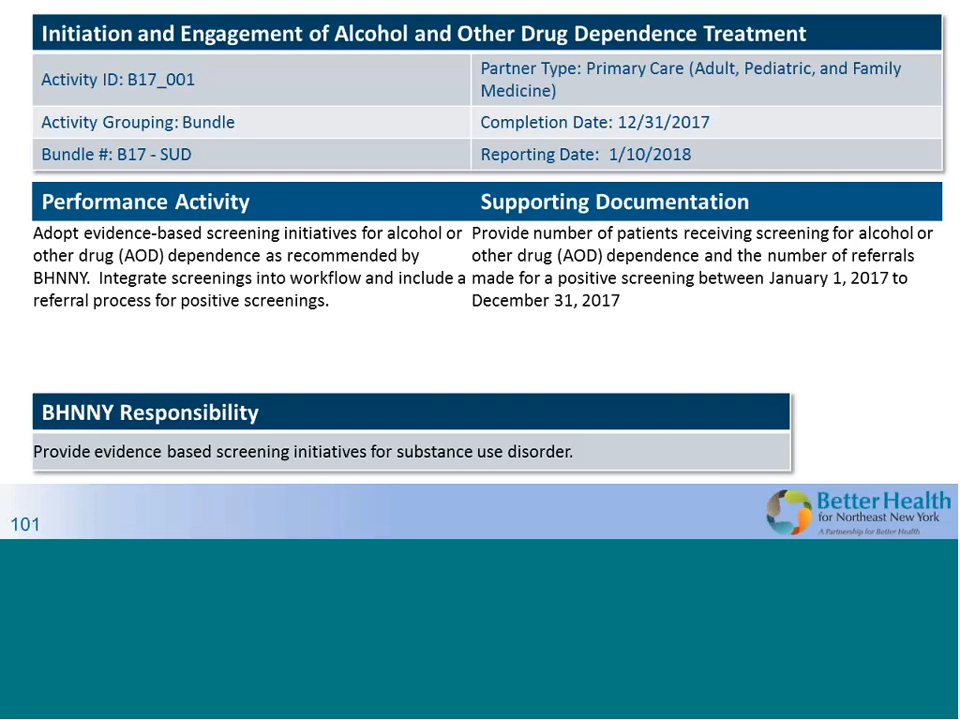 Initiation and Engagement of Alcohol and Other Drug Dependence Treatment
Activity ID: B17_001
Partner Type: Primary Care (Adult, Pediatric, and Family
Medicine)
Activity Grouping: Bundle
Completion Date: 12/31/2017
Bundle #: B17 - SUD
Reporting Date:  1/10/2018
Performance Activity
Adopt evidence-based screening initiatives for alcohol or
other drug (AOD) dependence as recommended by
BHNNY.  Integrate screenings into workflow and include a
referral process for positive screenings.
Supporting Documentation
Provide number of patients receiving screening for alcohol or
other drug (AOD) dependence and the number of referrals
made for a positive screening between January 1, 2017 to
December 31, 2017
BHNNY Responsibility
Provide evidence based screening initiatives for substance use disorder.
101
Better Health
for Northeast New York
A Partnership for Better Health